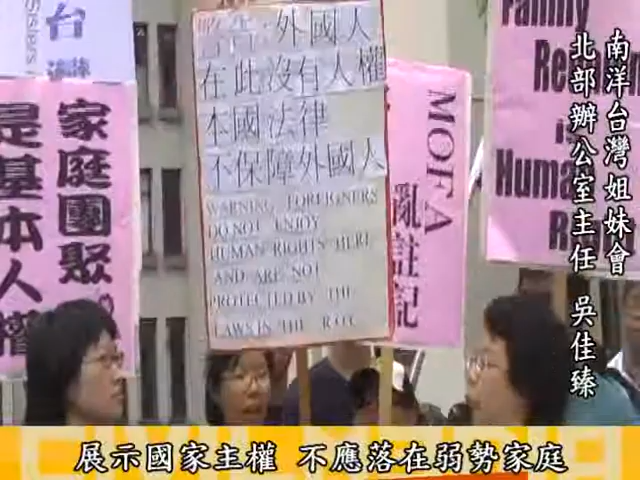 台灣
Sisters
家庭團聚
是基本人權
警告:外國人
在此沒有人權
本國法律
不保障外國人
WARNING FOREIGNERS
DO NOT ENJOY
HUMAN RIGHTS HERE
AND ARE NOT
PROTECTED BY THE
LAWS IN THE R.O.C
MOFA
亂註記
Family
Human
南洋台灣姐妹會
北部辦公室主任 吳佳臻
展示國家主權 不應落在弱勢家庭